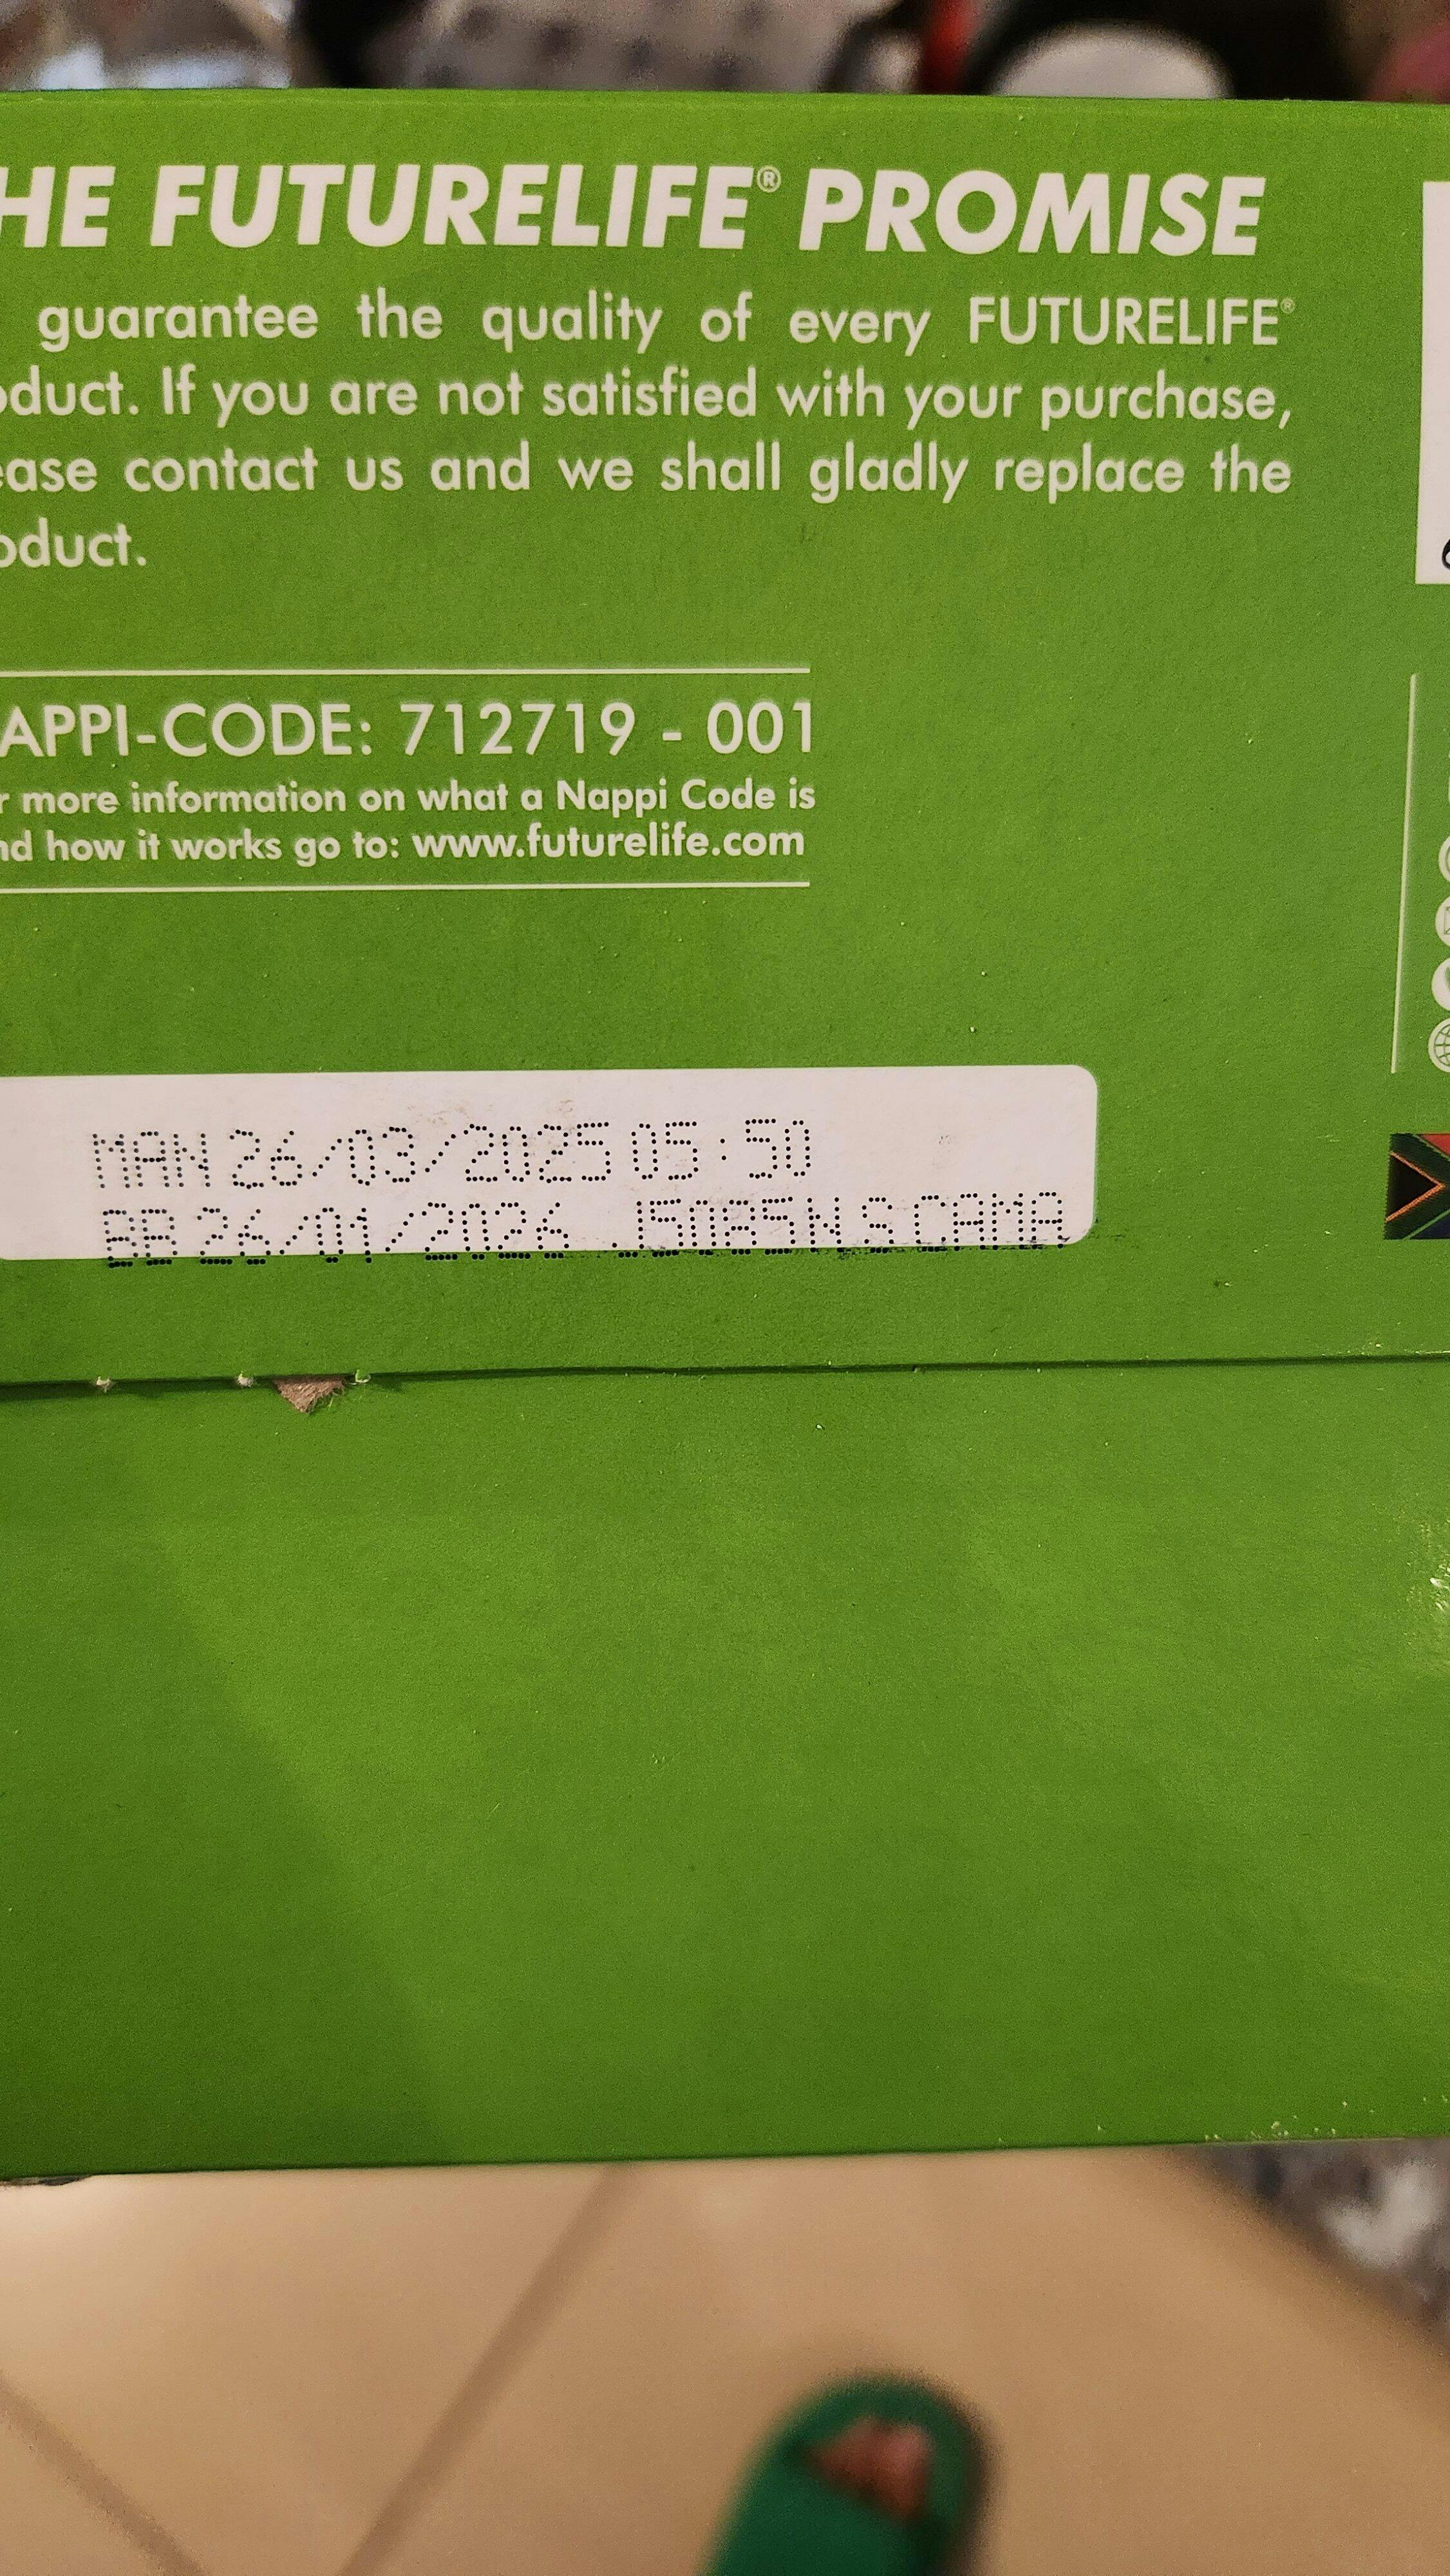 HE FUTURELIFE® PROMISE
guarantee the quality of every FUTURELIFE®
oduct. If you are not satisfied with your purchase,
ease contact us and we shall gladly replace the
oduct.
APPI-CODE: 712719 - 001
r more information on what a Nappi Code is
nd how it works go to: www.futurelife.com
MAN 26/03/2025 05:50
BB 26/01/2026 J5085N.SCAMA